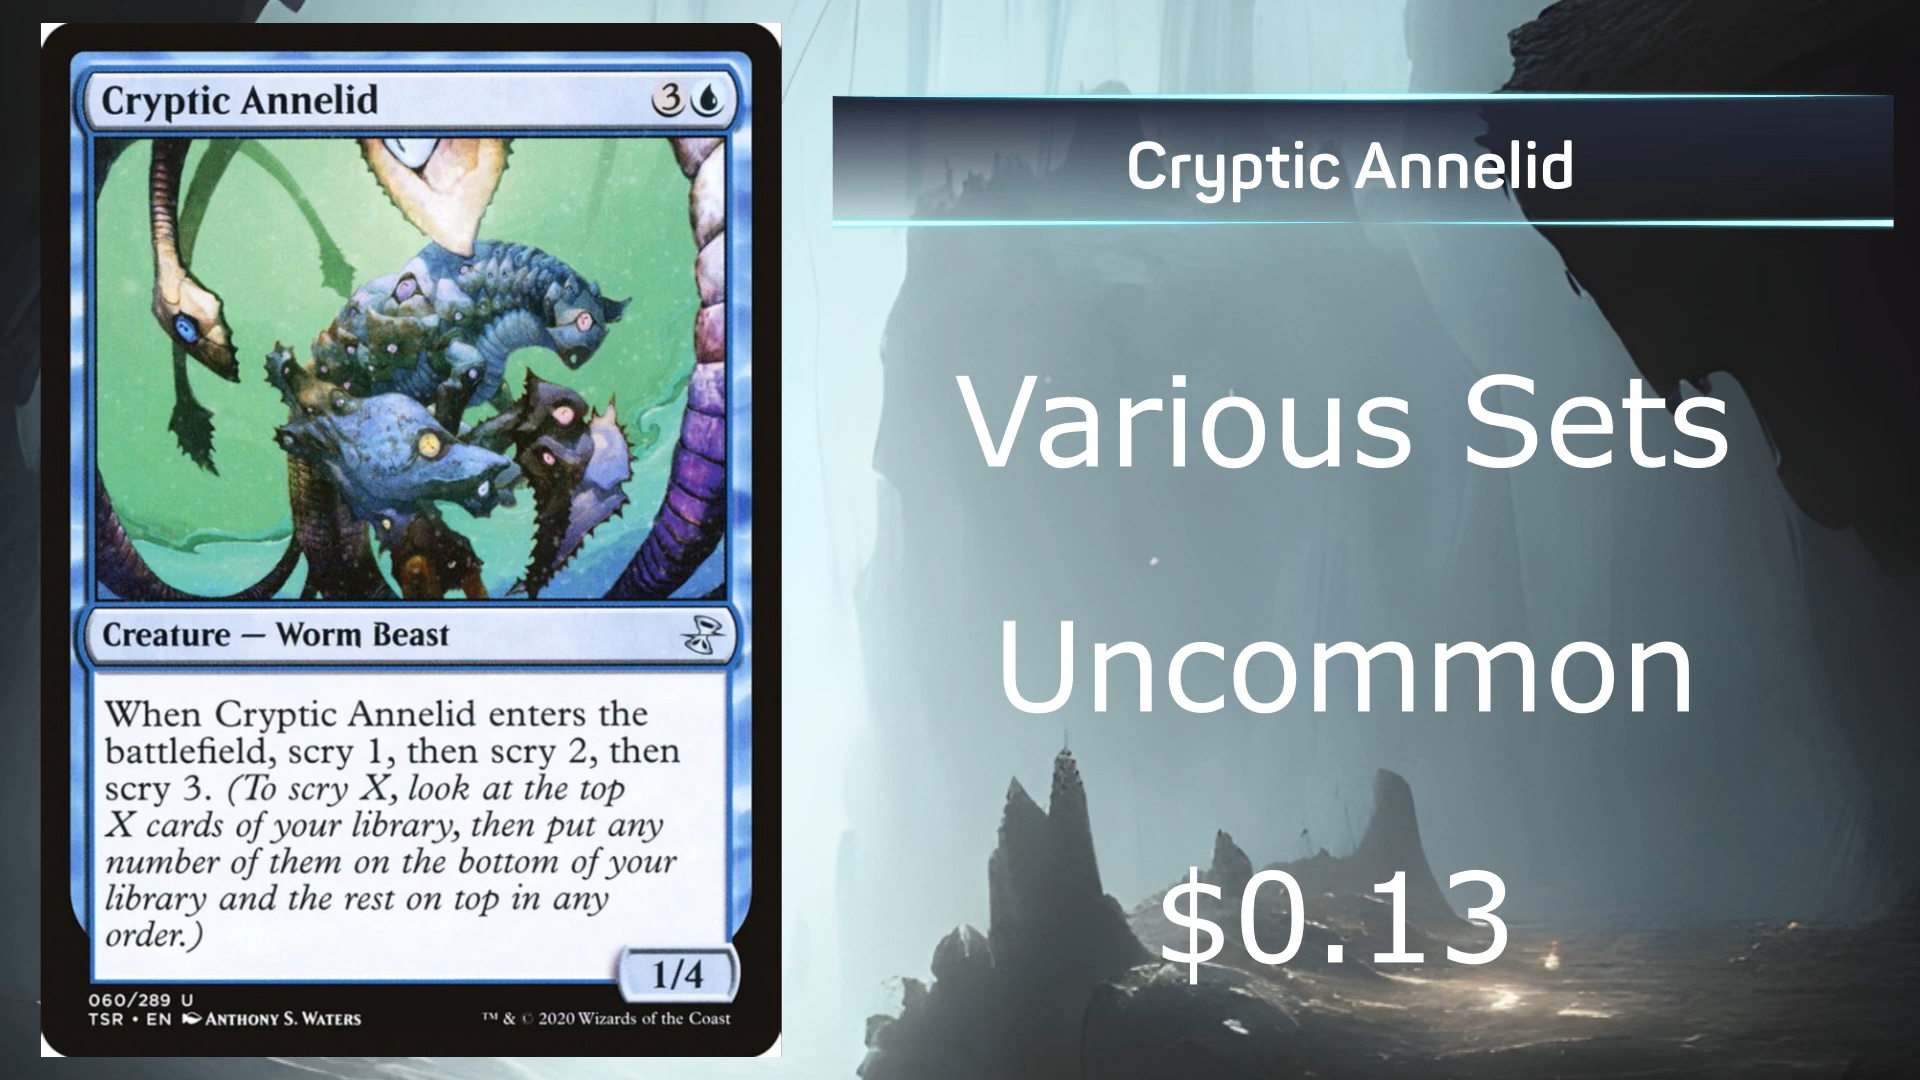 Cryptic Annelid
3
Creature — Worm Beast
When Cryptic Annelid enters the
battlefield, scry 1, then scry 2, then
scry 3. (To scry X, look at the top
X cards of your library, then put any
number of them on the bottom of your
library and the rest on top in any
order.)
1/4
060/289 U
TSR • EN ANTHONY S. WATERS
™ & © 2020 Wizards of the Coast
Cryptic Annelid
Various Sets
Uncommon
$0.13